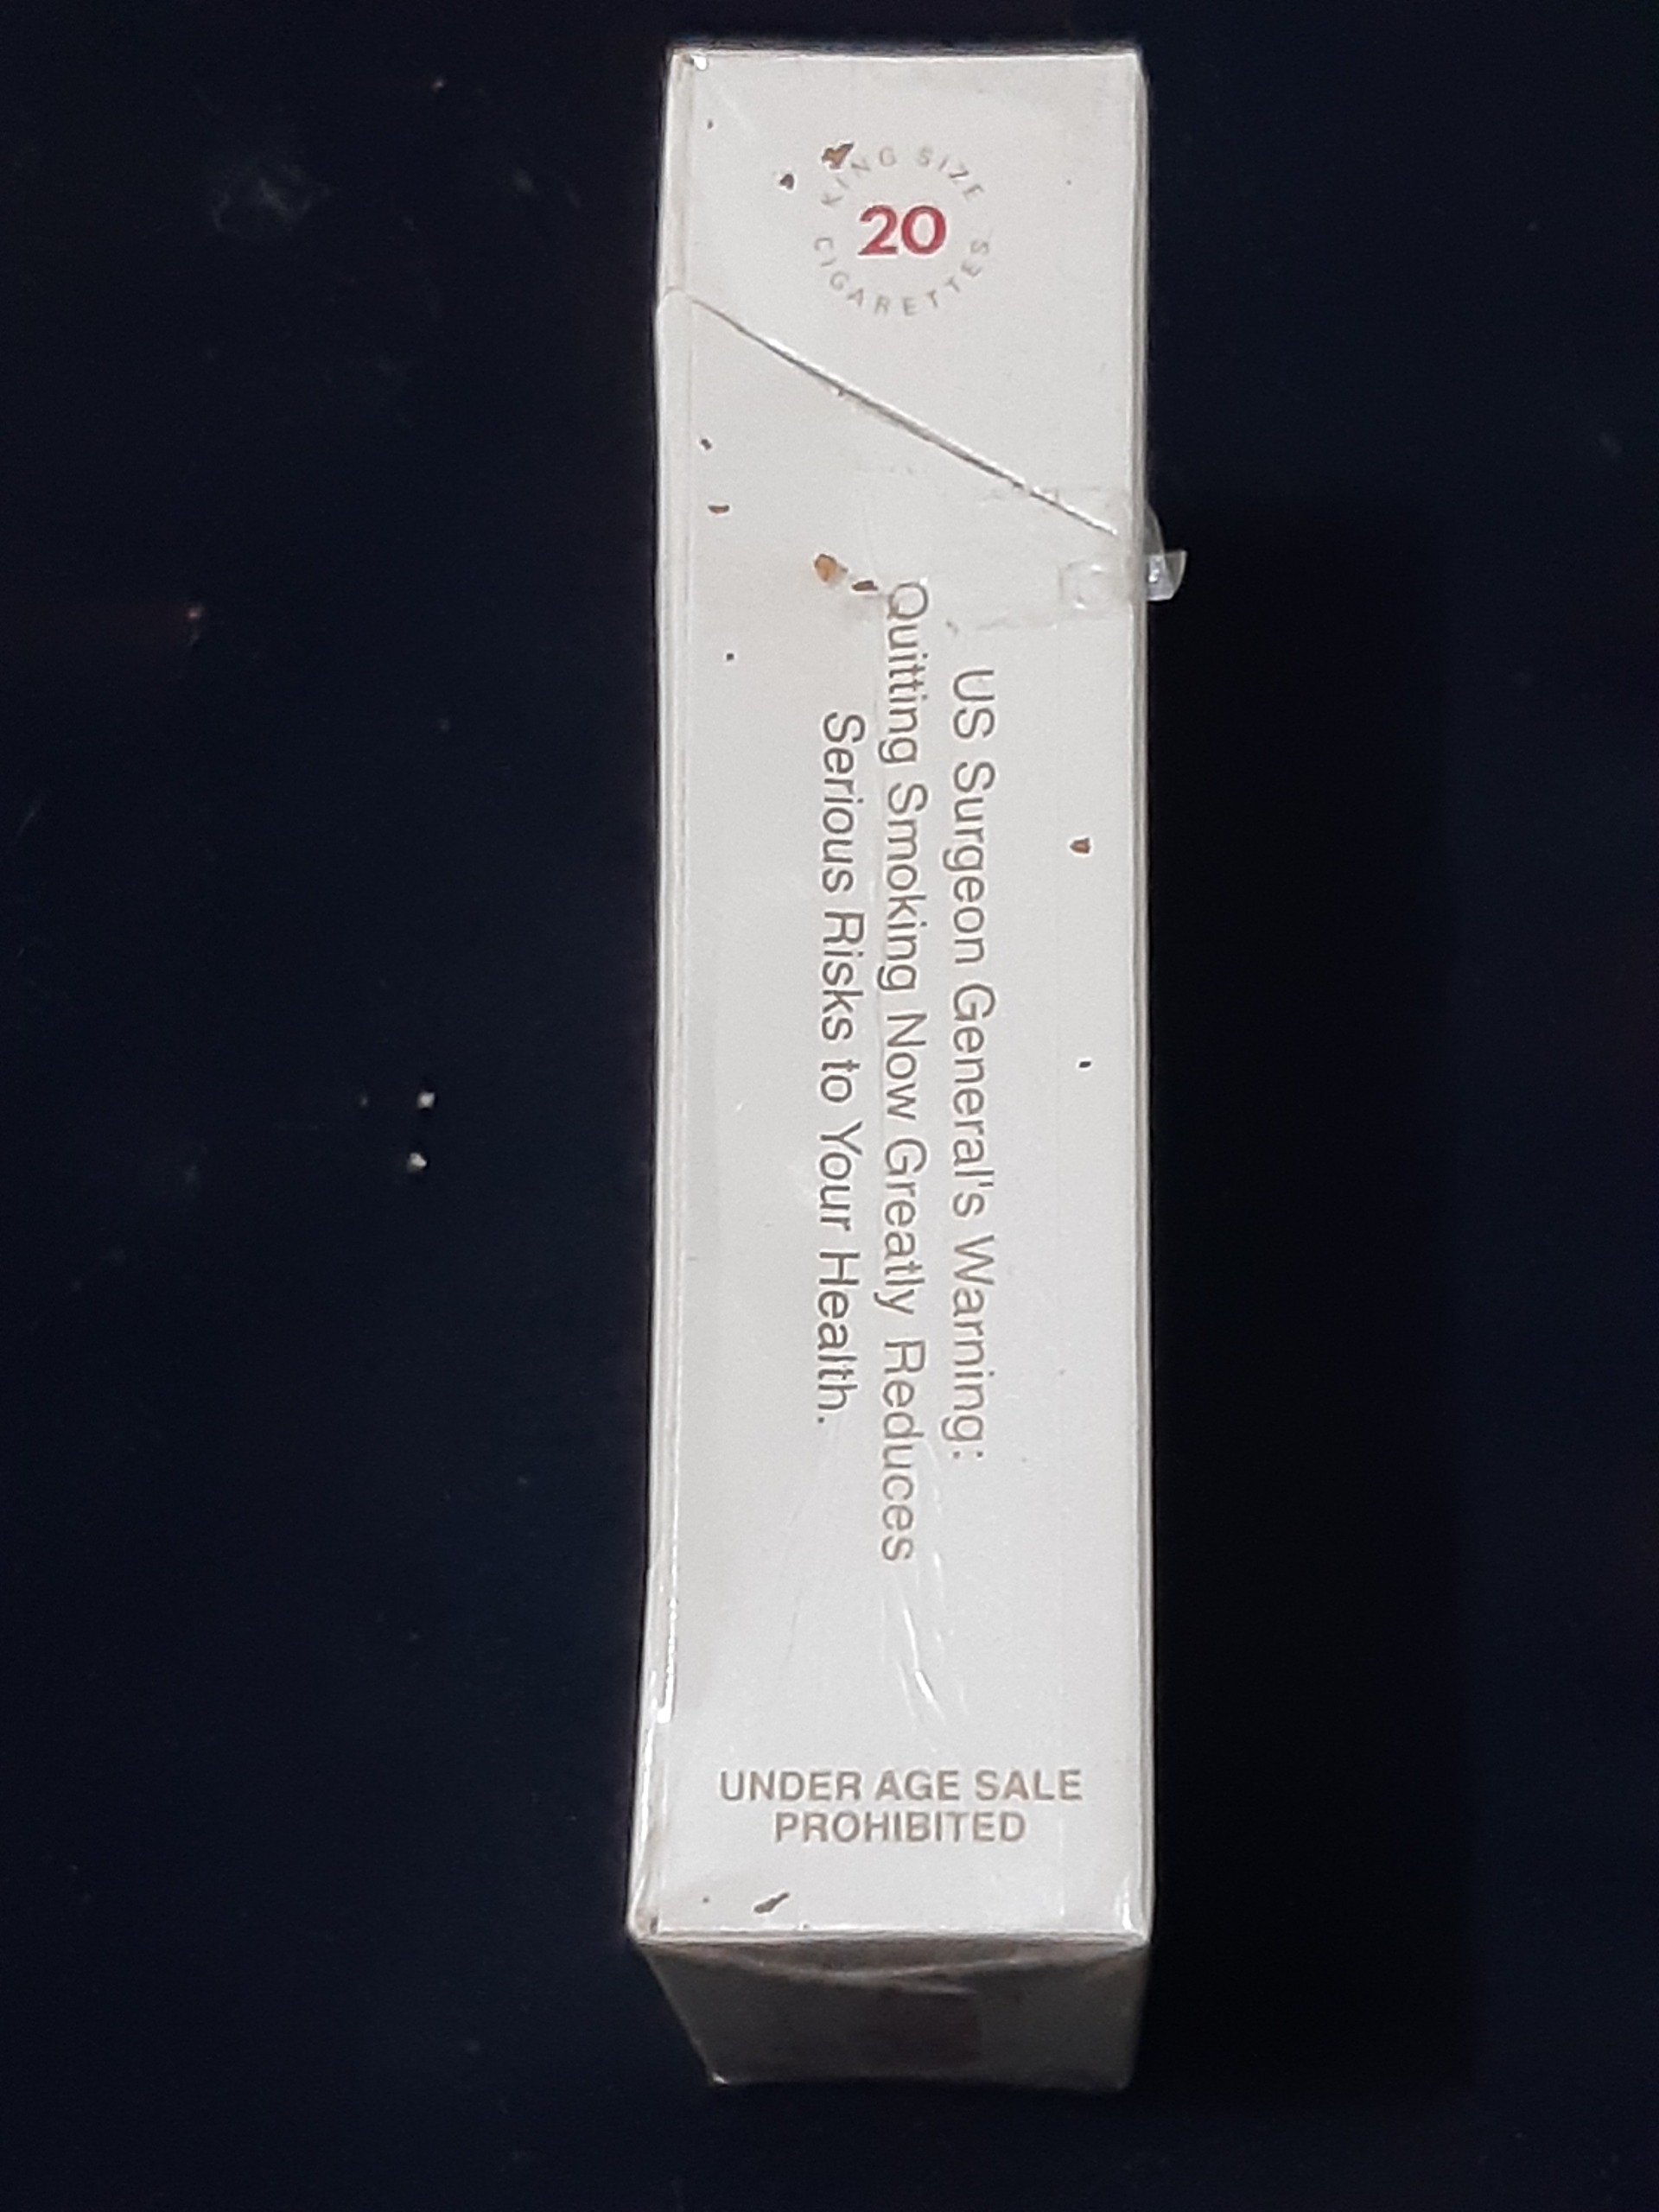 KING SIZE
20
CIGARETTES
US Surgeon General's Warning:
Quitting Smoking Now Greatly Reduces
Serious Risks to Your Health.
UNDER AGE SALE
PROHIBITED